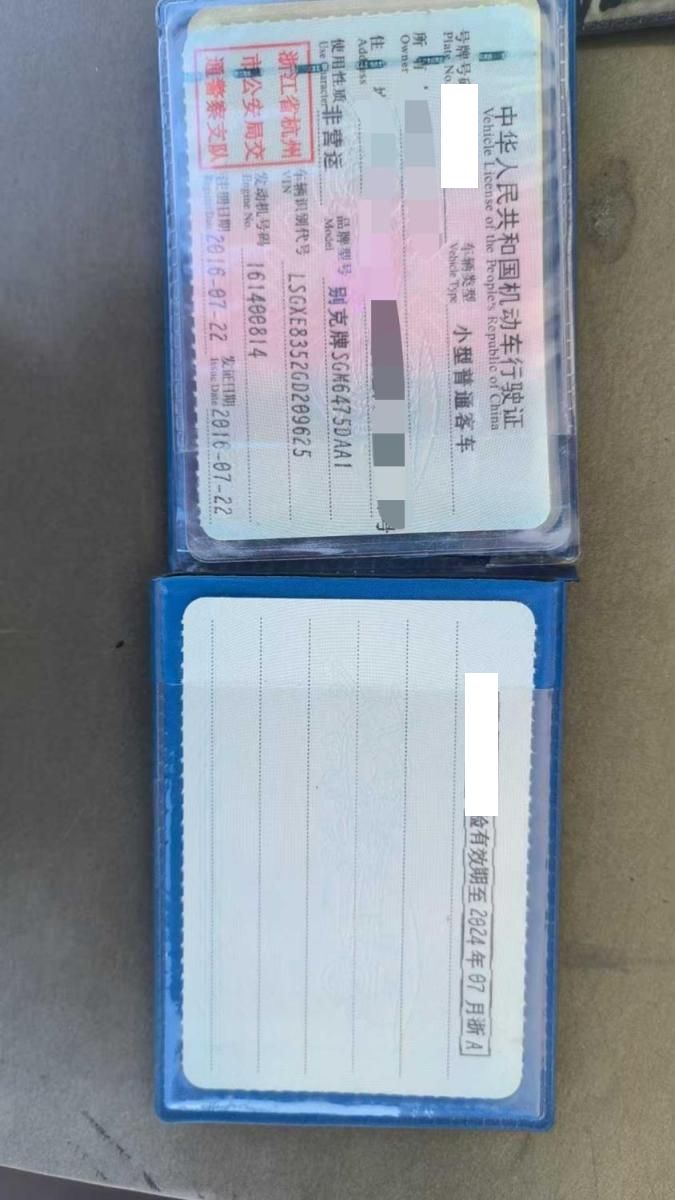 中华人民共和国机动车行驶证
Vehicle License of the People's Republic of China
号牌号
Plate No.
车辆类型
Vehicle Type
小型普通客车
所
Owner
住
Address
使用性质
Use Character
非营运
品牌型号
Model
别克牌SGM6475DAA1
浙江省杭州
市公安局交
通警察支队
车辆识别代号
VIN
LSGXE8352GD209625
发动机号码
Engine No.
161400814
注册日期
Register Date
2016-07-22
发证日期
Issue Date
2016-07-22
验有效期至2024年07月浙A